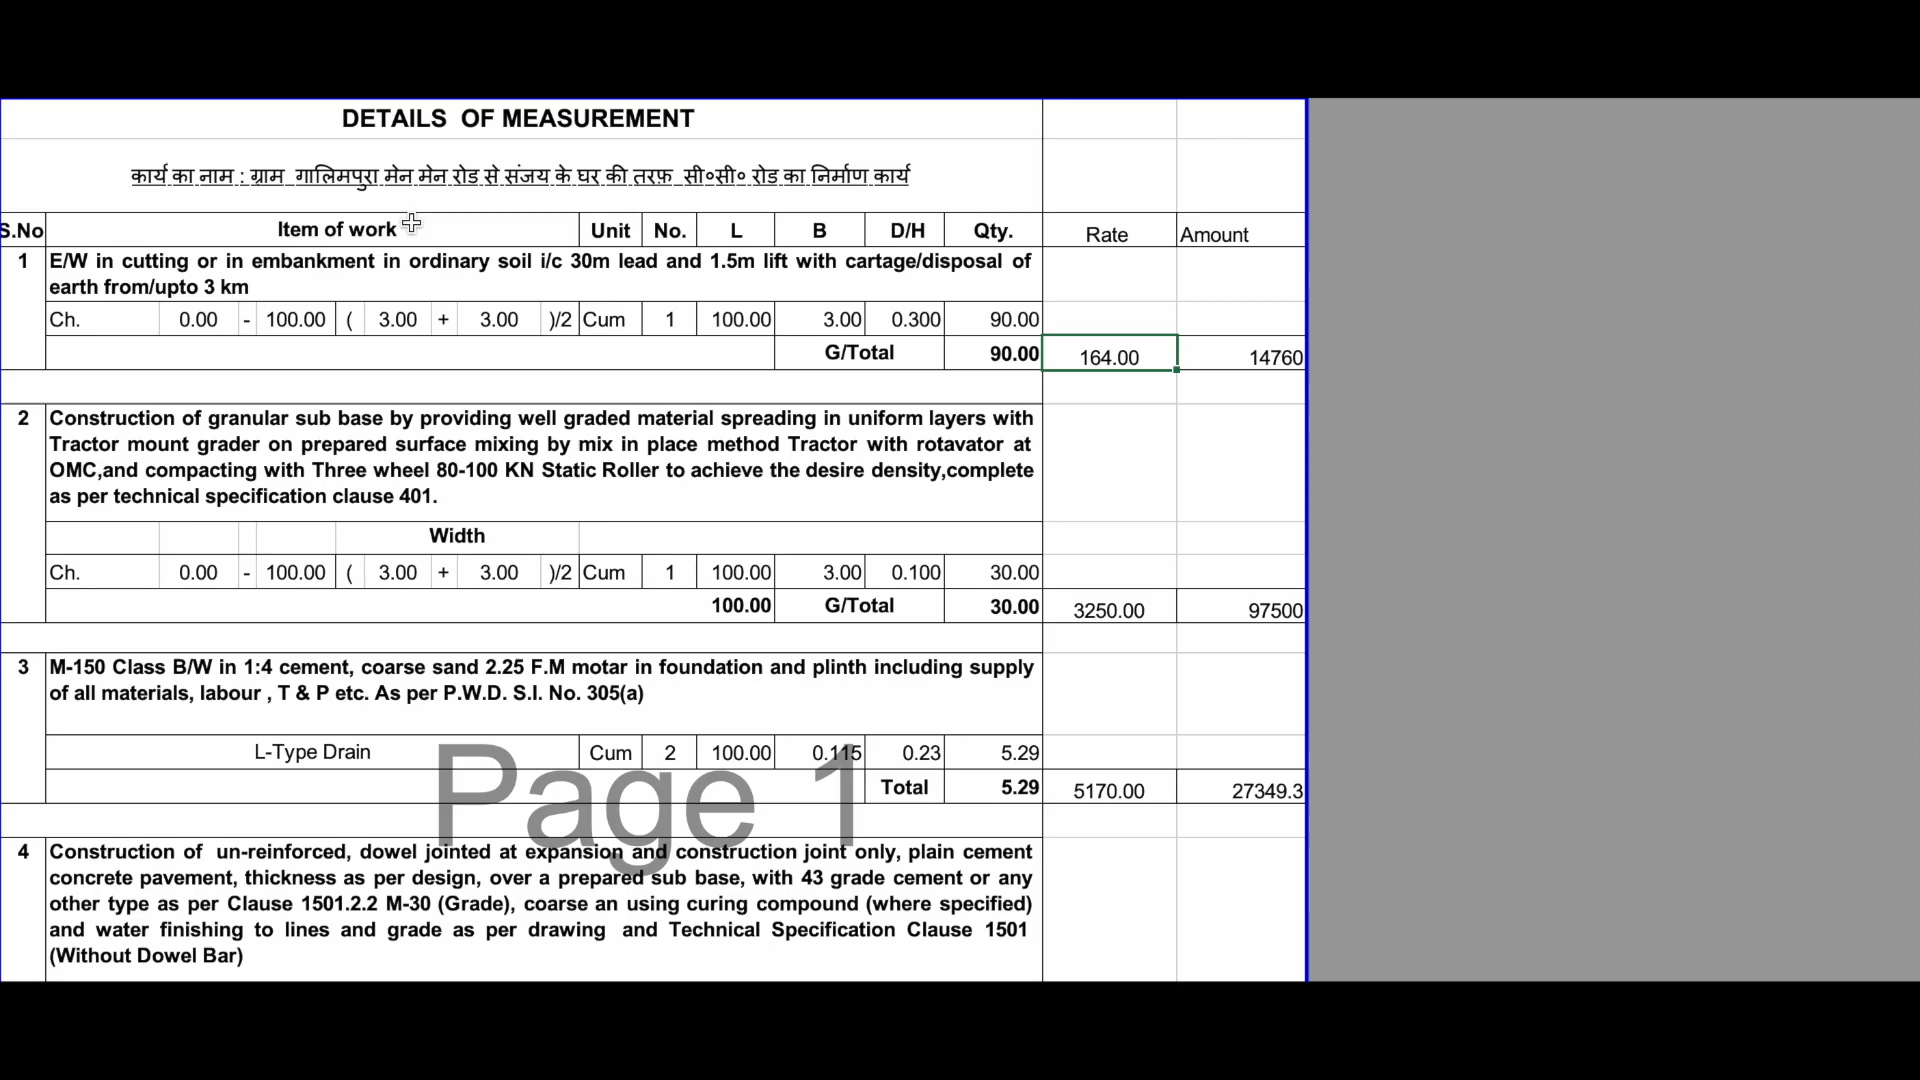 DETAILS OF MEASUREMENT
कार्य का नाम : ग्राम गालिमपुरा मेन मेन रोड से संजय के घर की तरफ़ सी०सी० रोड का निर्माण कार्य
S.No Item of work Unit No. L B D/H Qty. Rate Amount
1 E/W in cutting or in embankment in ordinary soil i/c 30m lead and 1.5m lift with cartage/disposal of
earth from/upto 3 km
Ch. 0.00 - 100.00 ( 3.00 + 3.00 )/2 Cum 1 100.00 3.00 0.300 90.00
G/Total 90.00 164.00 14760
2 Construction of granular sub base by providing well graded material spreading in uniform layers with
Tractor mount grader on prepared surface mixing by mix in place method Tractor with rotavator at
OMC,and compacting with Three wheel 80-100 KN Static Roller to achieve the desire density,complete
as per technical specification clause 401.
Width
Ch. 0.00 - 100.00 ( 3.00 + 3.00 )/2 Cum 1 100.00 3.00 0.100 30.00
100.00 G/Total 30.00 3250.00 97500
3 M-150 Class B/W in 1:4 cement, coarse sand 2.25 F.M motar in foundation and plinth including supply
of all materials, labour , T & P etc. As per P.W.D. S.I. No. 305(a)
L-Type Drain Cum 2 100.00 0.115 0.23 5.29
Total 5.29 5170.00 27349.3
Page 1
4 Construction of un-reinforced, dowel jointed at expansion and construction joint only, plain cement
concrete pavement, thickness as per design, over a prepared sub base, with 43 grade cement or any
other type as per Clause 1501.2.2 M-30 (Grade), coarse an using curing compound (where specified)
and water finishing to lines and grade as per drawing and Technical Specification Clause 1501
(Without Dowel Bar)